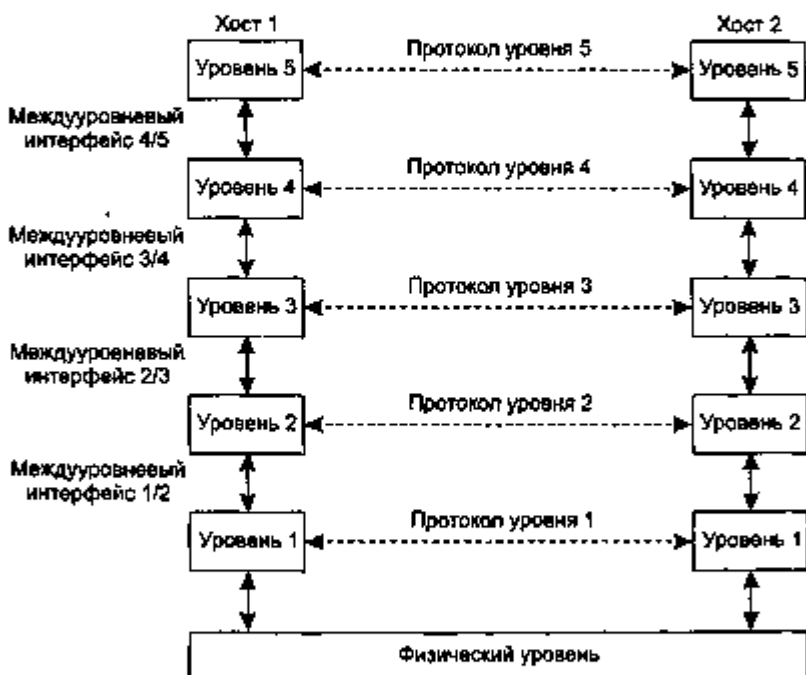 Хост 1
Хост 2
Уровень 5
Протокол уровня 5
Уровень 5
Междууровневый
интерфейс 4/5
Уровень 4
Протокол уровня 4
Уровень 4
Междууровневый
интерфейс 3/4
Уровень 3
Протокол уровня 3
Уровень 3
Междууровневый
интерфейс 2/3
Уровень 2
Протокол уровня 2
Уровень 2
Междууровневый
интерфейс 1/2
Уровень 1
Протокол уровня 1
Уровень 1
Физический уровень